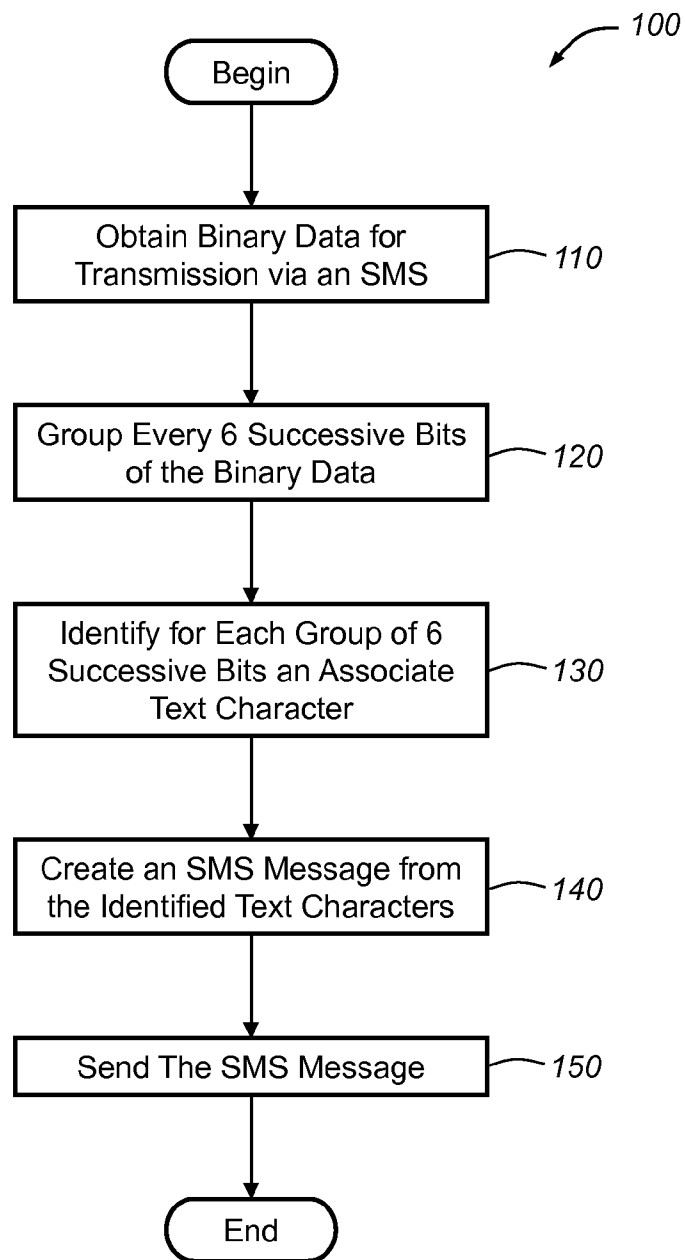 100
Begin
Obtain Binary Data for
Transmission via an SMS
110
Group Every 6 Successive Bits
of the Binary Data
120
Identify for Each Group of 6
Successive Bits an Associate
Text Character
130
Create an SMS Message from
the Identified Text Characters
140
Send The SMS Message
150
End